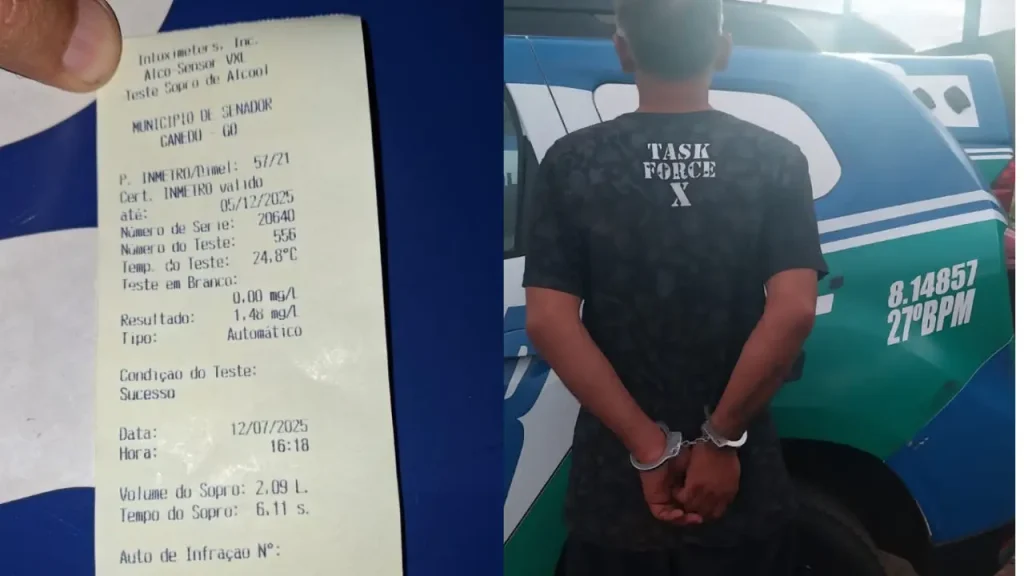 Intoximeters, Inc.
Alco-Sensor VXL
Teste Sopro de Alcool
MUNICIPIO DE SENADOR
CANEDO - GO
P. INMETRO/Dimel: 57/21
Cert. INMETRO valido
até: 05/12/2025
Número de Serie: 20640
Número do Teste: 556
Temp. do Teste: 24,8°C
Teste em Branco:
0,00 mg/L
Resultado: 1,48 mg/L
Tipo: Automático
Condição do Teste:
Sucesso
Data: 12/07/2025
Hora: 16:18
Volume do Sopro: 2,09 L.
Tempo do Sopro: 6,11 s.
Auto de Infração N°:
TASK
FORCE
X
8.14857
27ºBPM